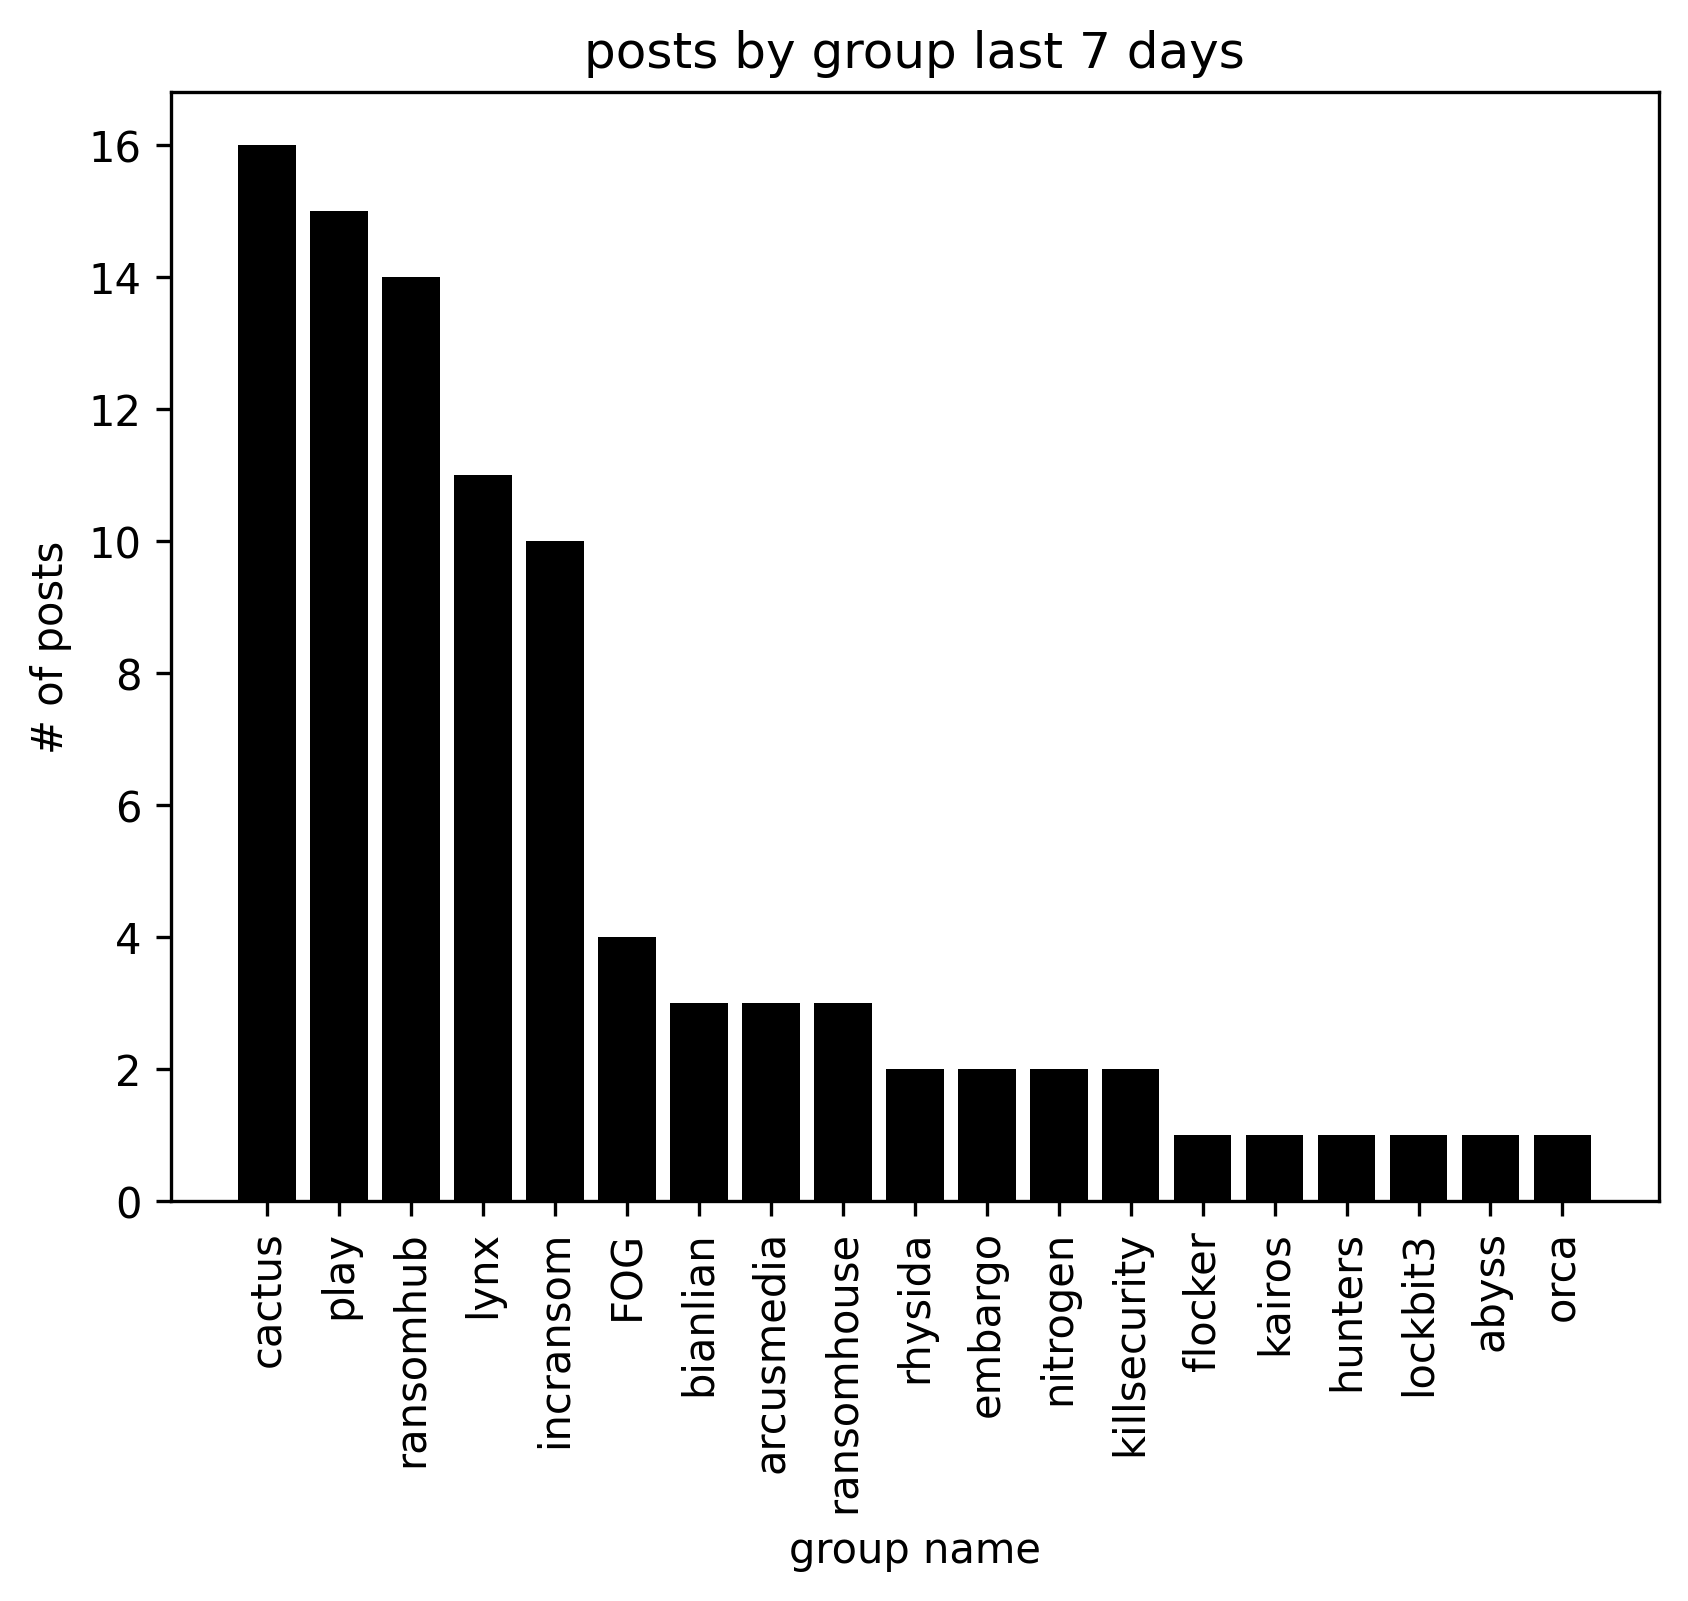 posts by group last 7 days
# of posts
16
14
12
10
8
6
4
2
0
cactus
play
ransomhub
lynx
incransom
FOG
bianlian
arcusmedia
ransomhouse
rhysida
embargo
nitrogen
killsecurity
flocker
kairos
hunters
lockbit3
abyss
orca
group name